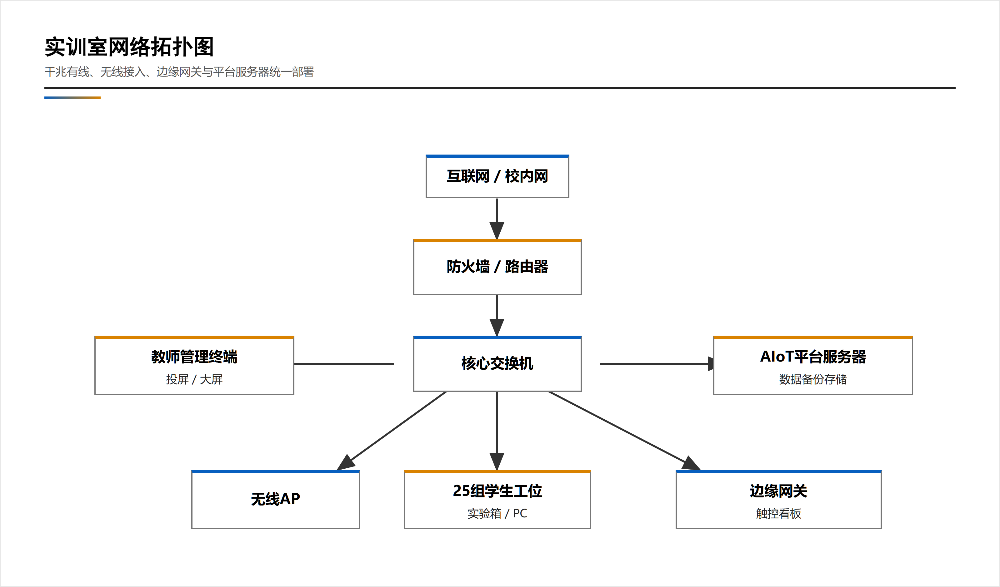 实训室网络拓扑图
千兆有线、无线接入、边缘网关与平台服务器统一部署
互联网 / 校内网
防火墙 / 路由器
教师管理终端
投屏 / 大屏
核心交换机
AIoT平台服务器
数据备份存储
无线AP
25组学生工位
实验箱 / PC
边缘网关
触控看板